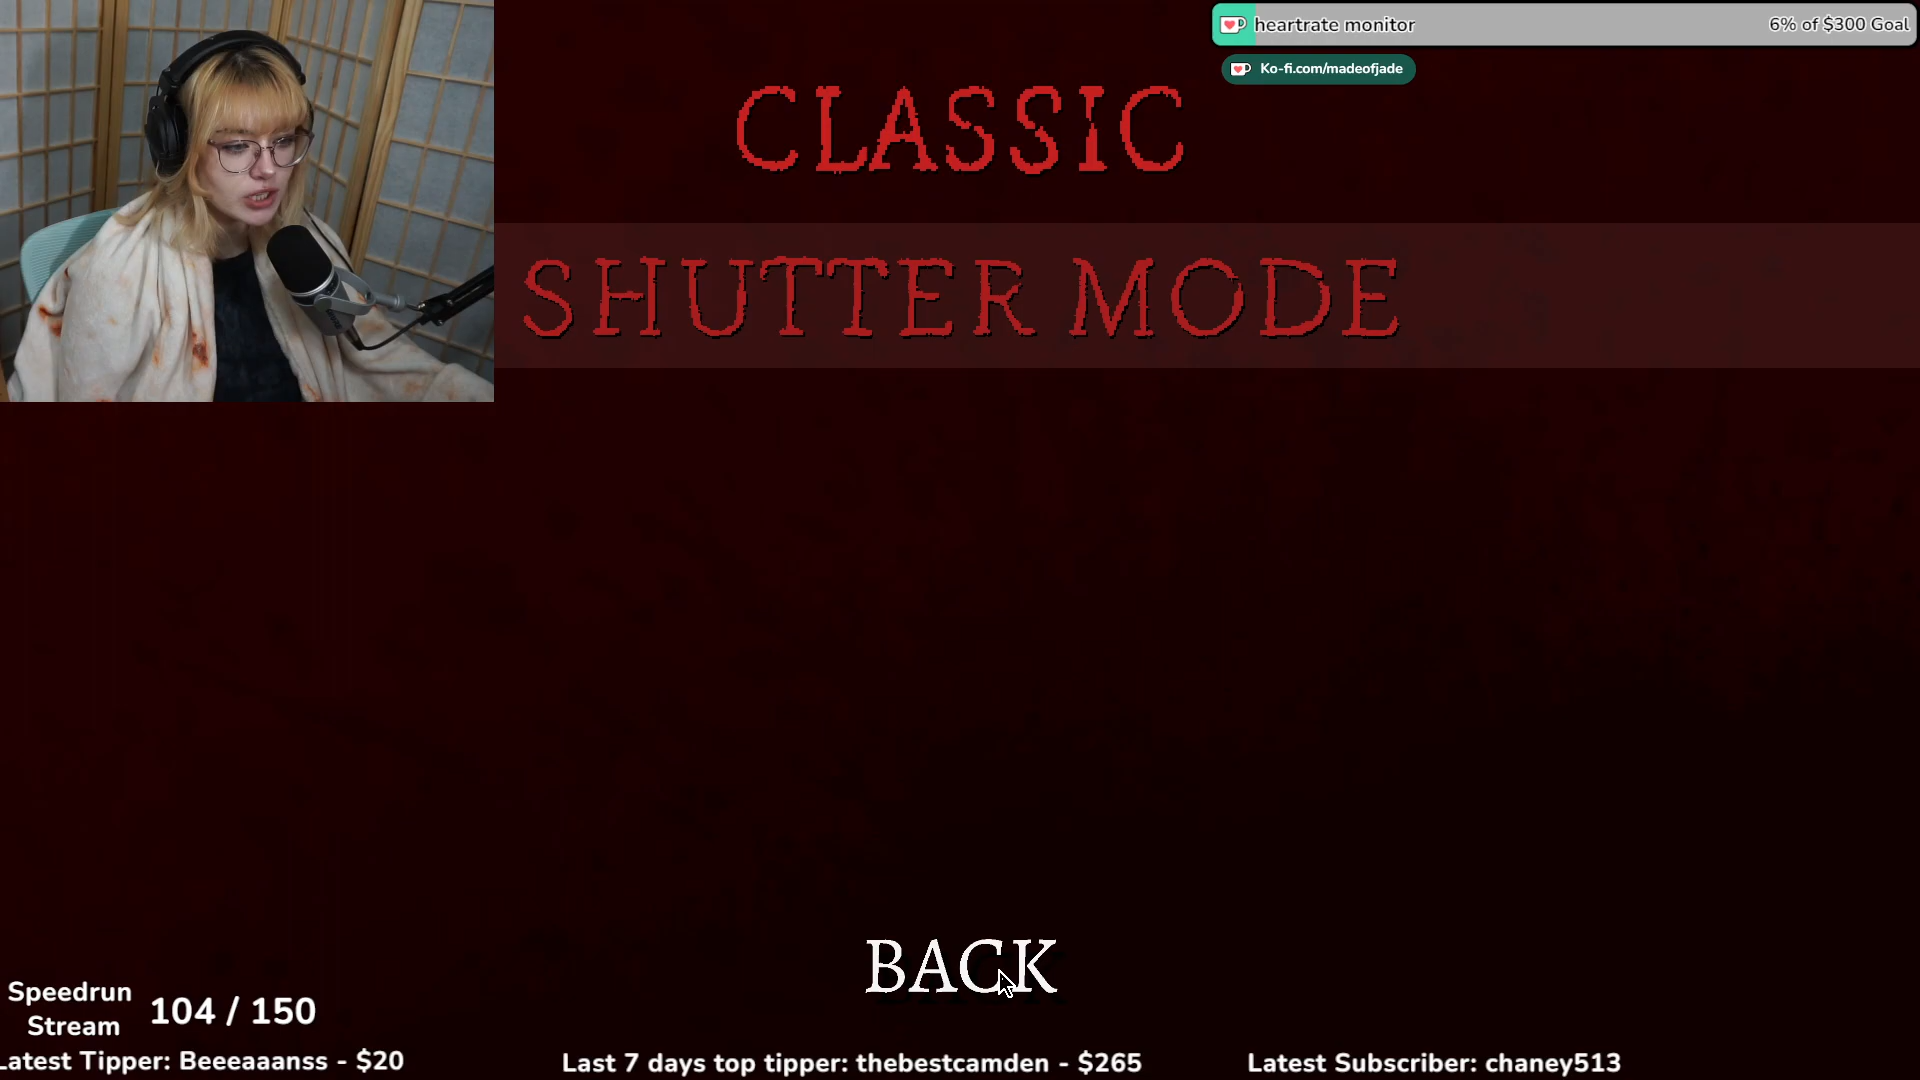 heartrate monitor 6% of $300 Goal
Ko-fi.com/madeofjade
CLASSIC
SHUTTER MODE
BACK
Speedrun
Stream
104 / 150
atest Tipper: Beeeaaanss - $20
Last 7 days top tipper: thebestcamden - $265
Latest Subscriber: chaney513